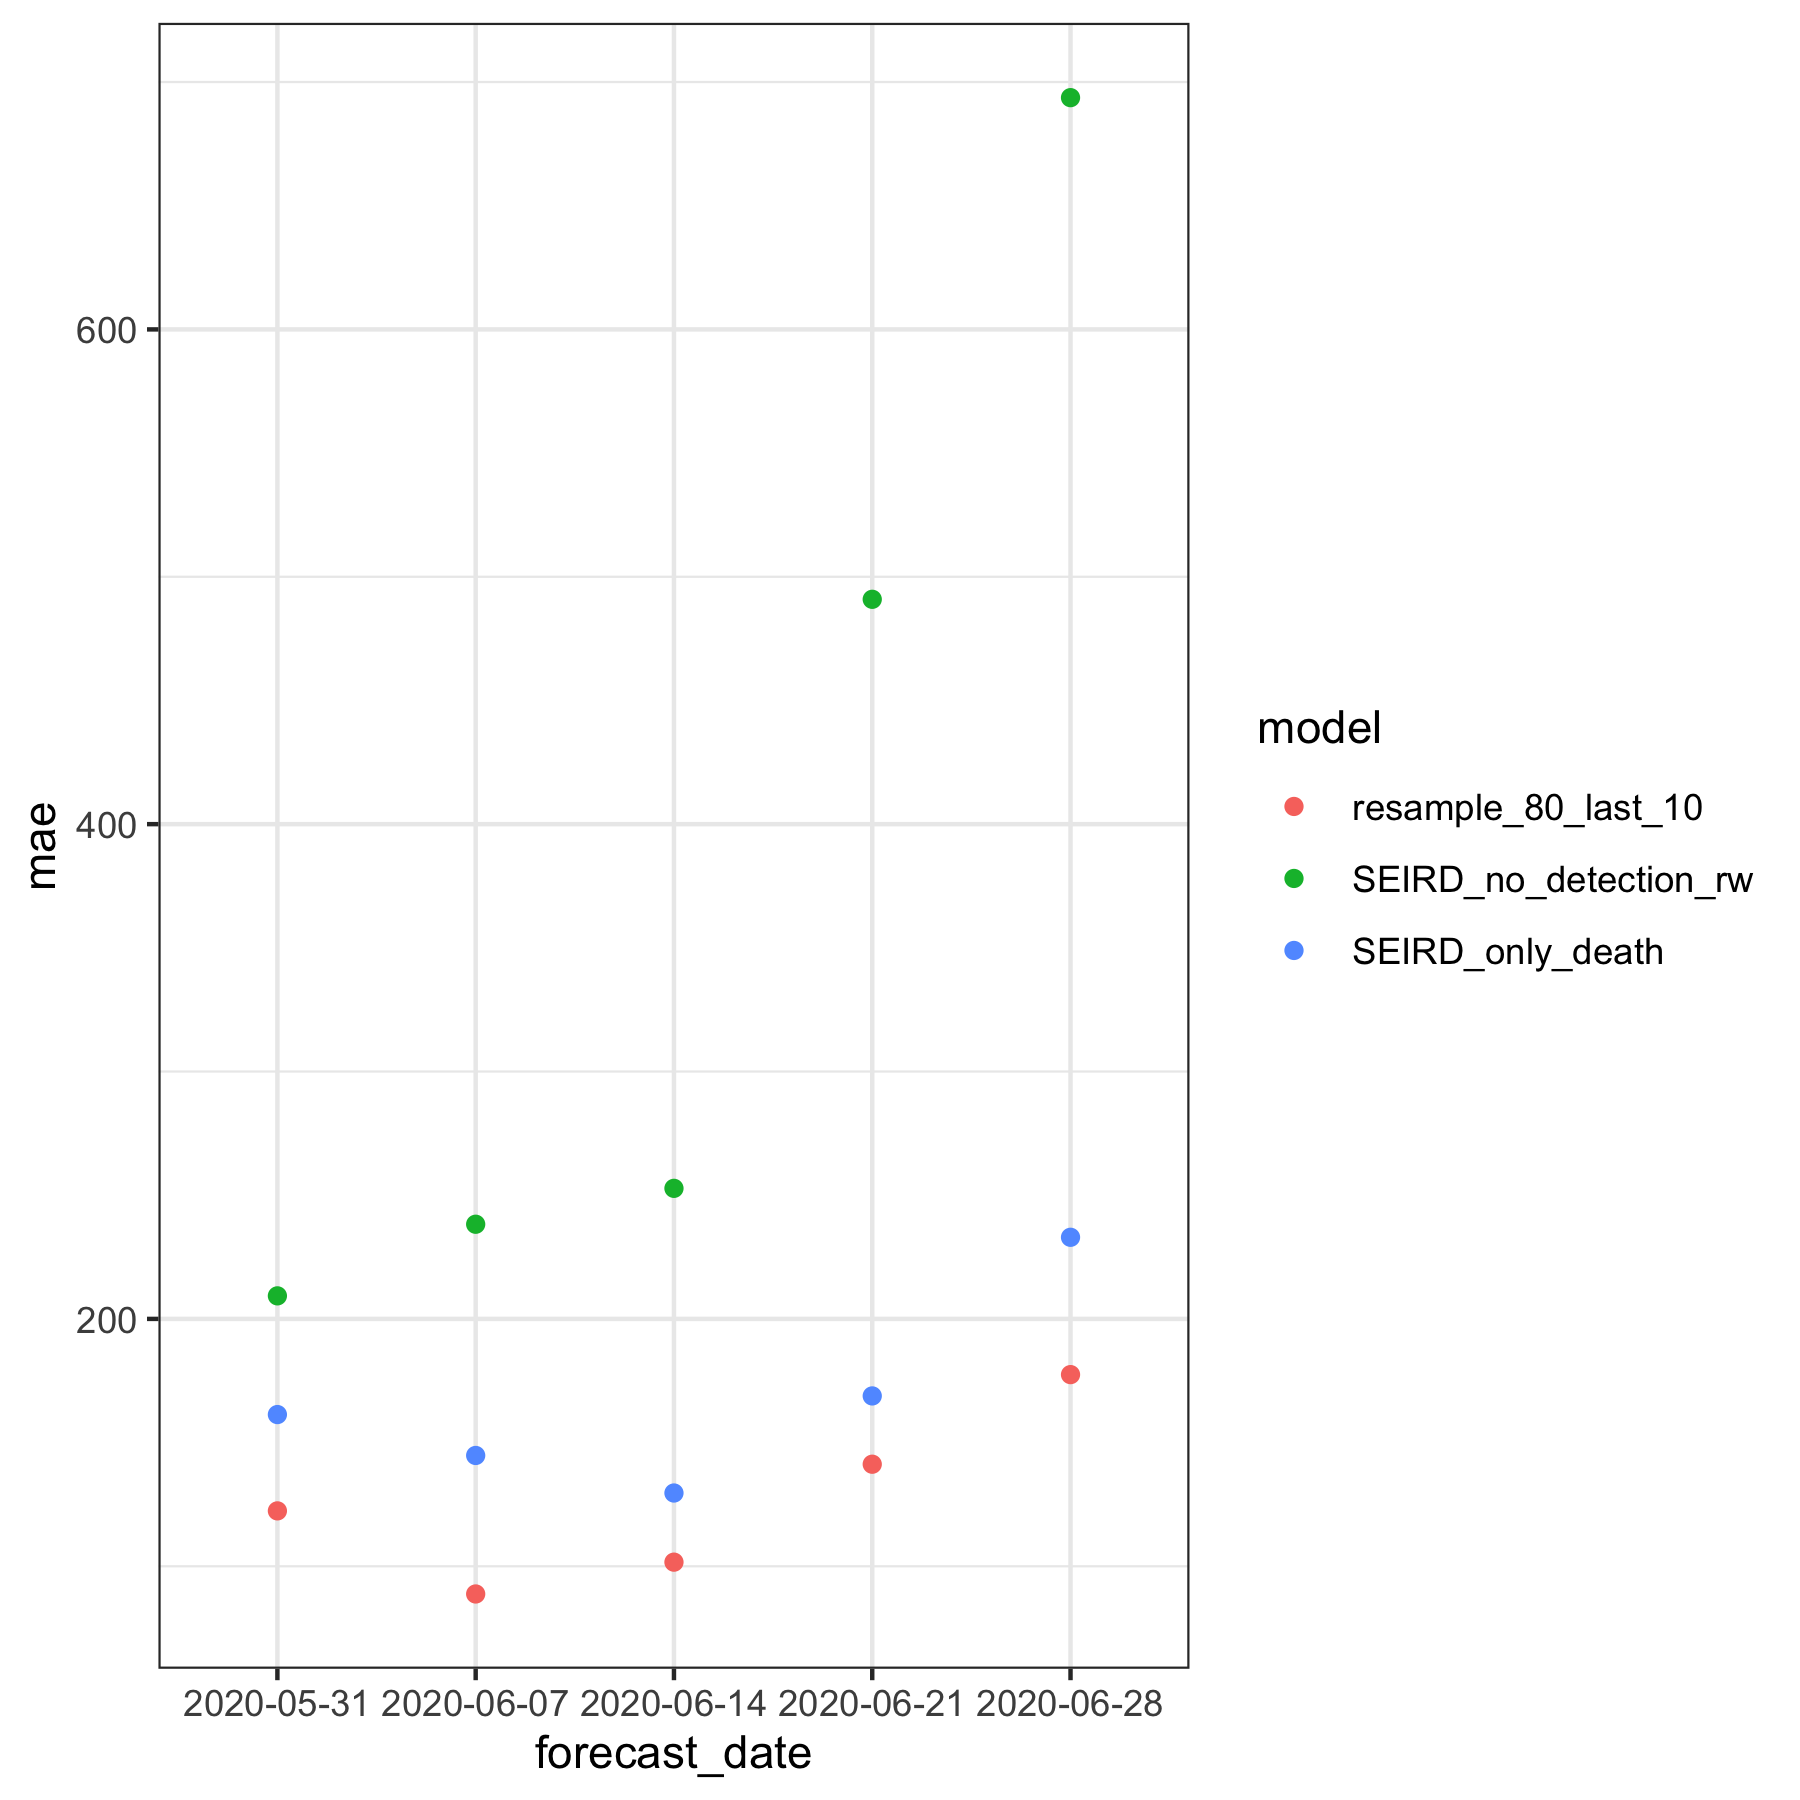 mae
600
400
200
2020-05-31 2020-06-07 2020-06-14 2020-06-21 2020-06-28
forecast_date
model
resample_80_last_10
SEIRD_no_detection_rw
SEIRD_only_death